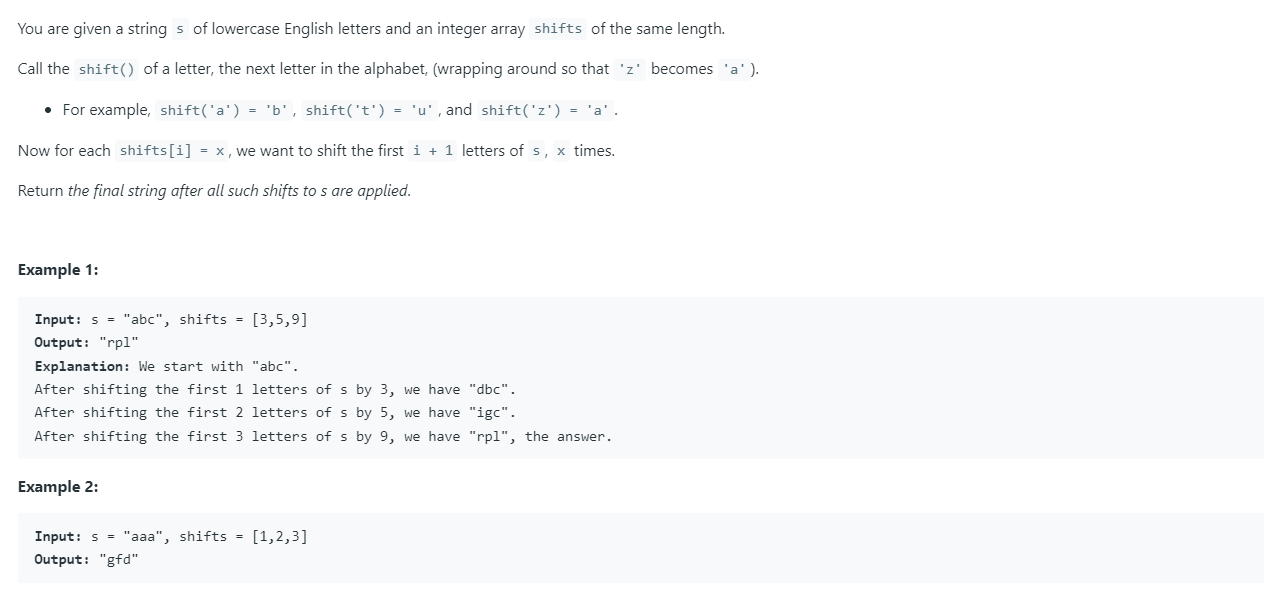 You are given a string s of lowercase English letters and an integer array shifts of the same length.
Call the shift() of a letter, the next letter in the alphabet, (wrapping around so that 'z' becomes 'a' ).
• For example, shift('a') = 'b' , shift('t') = 'u' , and shift('z') = 'a' .
Now for each shifts[i] = x , we want to shift the first i + 1 letters of s , x times.
Return the final string after all such shifts to s are applied.
Example 1:
Input: s = "abc", shifts = [3,5,9]
Output: "rpl"
Explanation: We start with "abc".
After shifting the first 1 letters of s by 3, we have "dbc".
After shifting the first 2 letters of s by 5, we have "igc".
After shifting the first 3 letters of s by 9, we have "rpl", the answer.
Example 2:
Input: s = "aaa", shifts = [1,2,3]
Output: "gfd"